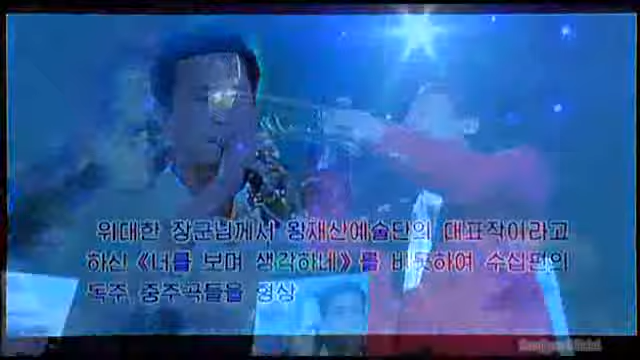 위대한 장군님께서 왕재산예술단의 대표작이라고
하신 《너를 보며 생각하네》를 비롯하여 수십편의
독주 중주곡들을 형상